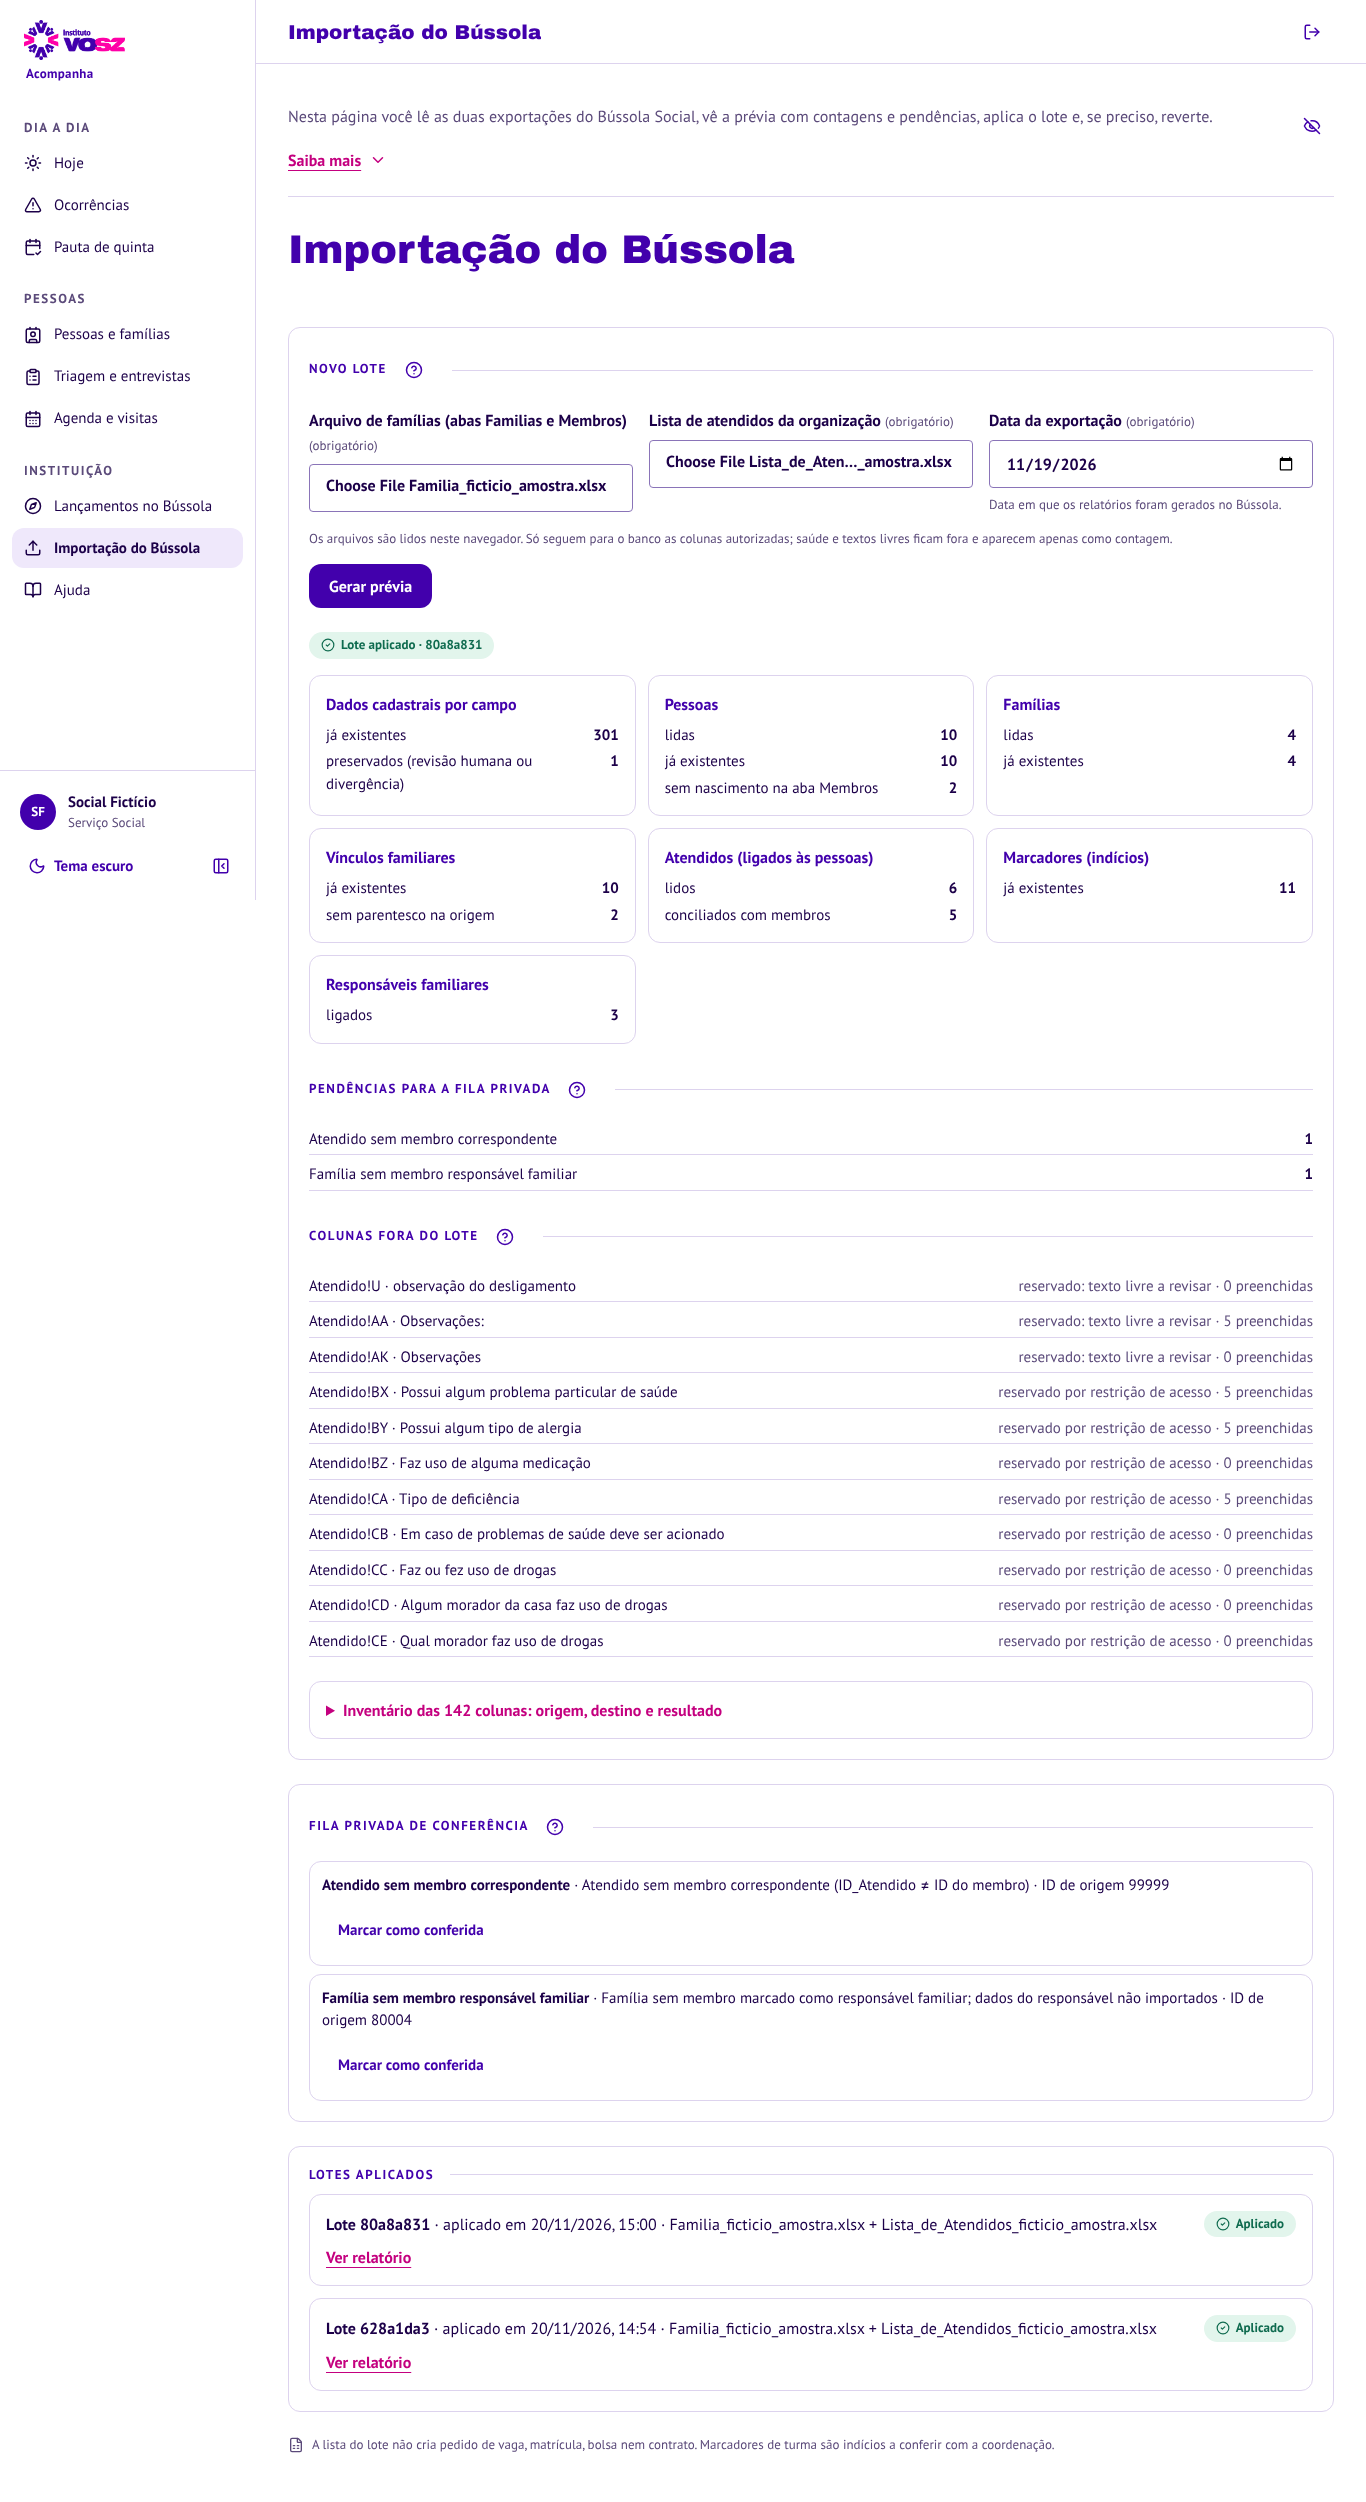 Instituto
VOSZ
Acompanha
DIA A DIA
Hoje
Ocorrências
Pauta de quinta
PESSOAS
Pessoas e famílias
Triagem e entrevistas
Agenda e visitas
INSTITUIÇÃO
Lançamentos no Bússola
Importação do Bússola
Ajuda
SF
Social Fictício
Serviço Social
Tema escuro
Importação do Bússola
Nesta página você lê as duas exportações do Bússola Social, vê a prévia com contagens e pendências, aplica o lote e, se preciso, reverte.
Saiba mais
Importação do Bússola
NOVO LOTE
Arquivo de famílias (abas Familias e Membros)
(obrigatório)
Choose File Familia_ficticio_amostra.xlsx
Lista de atendidos da organização (obrigatório)
Choose File Lista_de_Aten..._amostra.xlsx
Data da exportação (obrigatório)
11/19/2026
Data em que os relatórios foram gerados no Bússola.
Os arquivos são lidos neste navegador. Só seguem para o banco as colunas autorizadas; saúde e textos livres ficam fora e aparecem apenas como contagem.
Gerar prévia
Lote aplicado · 80a8a831
Dados cadastrais por campo
já existentes 301
preservados (revisão humana ou 1
divergência)
Pessoas
lidas 10
já existentes 10
sem nascimento na aba Membros 2
Famílias
lidas 4
já existentes 4
Vínculos familiares
já existentes 10
sem parentesco na origem 2
Atendidos (ligados às pessoas)
lidos 6
conciliados com membros 5
Marcadores (indícios)
já existentes 11
Responsáveis familiares
ligados 3
PENDÊNCIAS PARA A FILA PRIVADA
Atendido sem membro correspondente 1
Família sem membro responsável familiar 1
COLUNAS FORA DO LOTE
Atendido!U · observação do desligamento reservado: texto livre a revisar · 0 preenchidas
Atendido!AA · Observações: reservado: texto livre a revisar · 5 preenchidas
Atendido!AK · Observações reservado: texto livre a revisar · 0 preenchidas
Atendido!BX · Possui algum problema particular de saúde reservado por restrição de acesso · 5 preenchidas
Atendido!BY · Possui algum tipo de alergia reservado por restrição de acesso · 5 preenchidas
Atendido!BZ · Faz uso de alguma medicação reservado por restrição de acesso · 0 preenchidas
Atendido!CA · Tipo de deficiência reservado por restrição de acesso · 5 preenchidas
Atendido!CB · Em caso de problemas de saúde deve ser acionado reservado por restrição de acesso · 0 preenchidas
Atendido!CC · Faz ou fez uso de drogas reservado por restrição de acesso · 0 preenchidas
Atendido!CD · Algum morador da casa faz uso de drogas reservado por restrição de acesso · 0 preenchidas
Atendido!CE · Qual morador faz uso de drogas reservado por restrição de acesso · 0 preenchidas
Inventário das 142 colunas: origem, destino e resultado
FILA PRIVADA DE CONFERÊNCIA
Atendido sem membro correspondente · Atendido sem membro correspondente (ID_Atendido ≠ ID do membro) · ID de origem 99999
Marcar como conferida
Família sem membro responsável familiar · Família sem membro marcado como responsável familiar; dados do responsável não importados · ID de
origem 80004
Marcar como conferida
LOTES APLICADOS
Lote 80a8a831 · aplicado em 20/11/2026, 15:00 · Familia_ficticio_amostra.xlsx + Lista_de_Atendidos_ficticio_amostra.xlsx Aplicado
Ver relatório
Lote 628a1da3 · aplicado em 20/11/2026, 14:54 · Familia_ficticio_amostra.xlsx + Lista_de_Atendidos_ficticio_amostra.xlsx Aplicado
Ver relatório
A lista do lote não cria pedido de vaga, matrícula, bolsa nem contrato. Marcadores de turma são indícios a conferir com a coordenação.